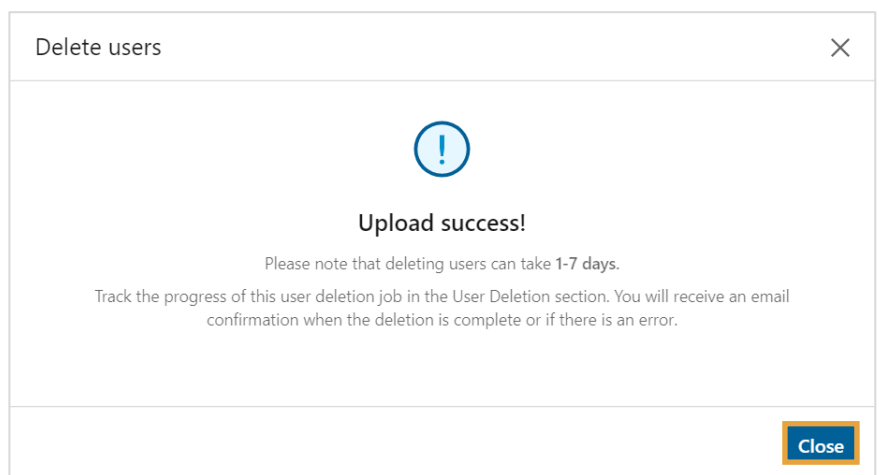 Delete users
!
Upload success!
Please note that deleting users can take 1-7 days.
Track the progress of this user deletion job in the User Deletion section. You will receive an email
confirmation when the deletion is complete or if there is an error.
Close